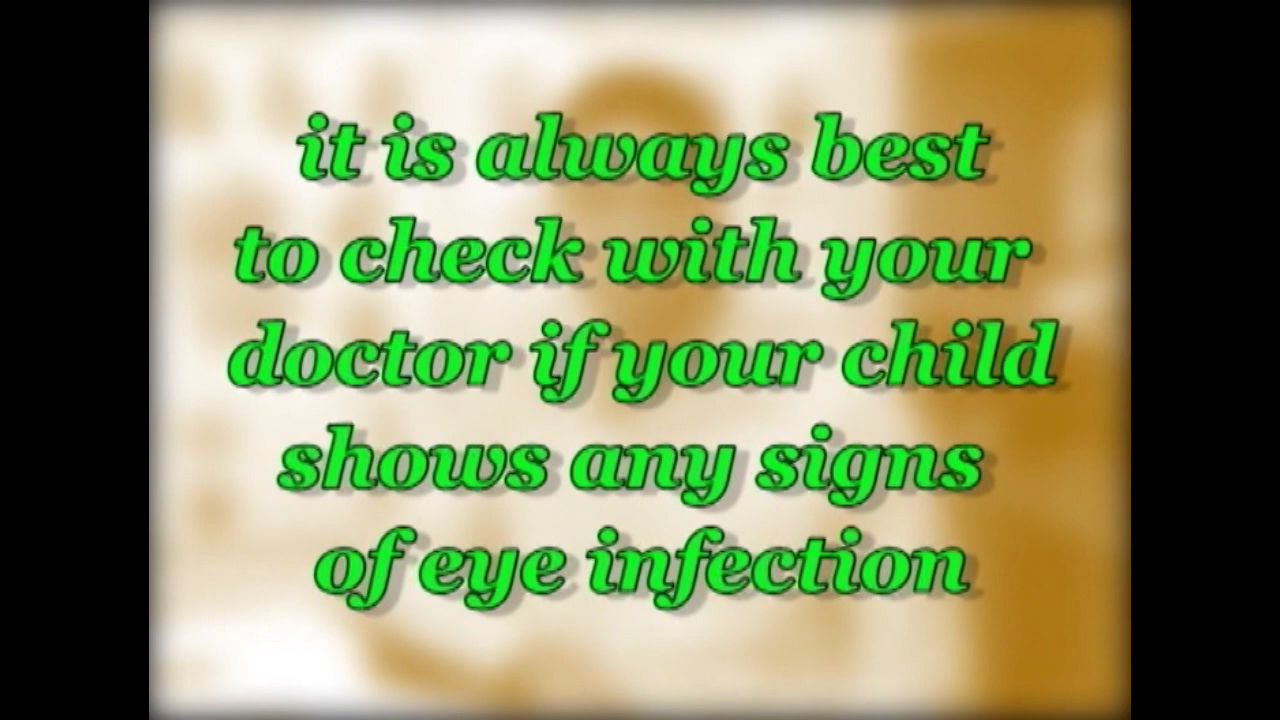 it is always best
to check with your
doctor if your child
shows any signs
of eye infection